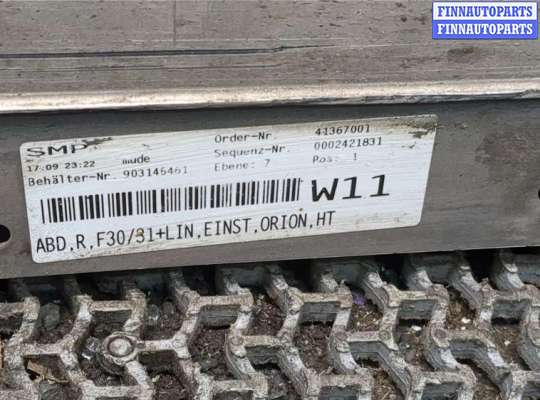 FINNAUTOPARTS
FINNAUTOPARTS
SMP Order-Nr. 41367001
17.09 23:22 mude Sequenz-Nr. 0002421831
Behälter-Nr. 903145461 Ebene: 7 Pos: 1
W11
ABD,R,F30/31+LIN,EINST,ORION,HT